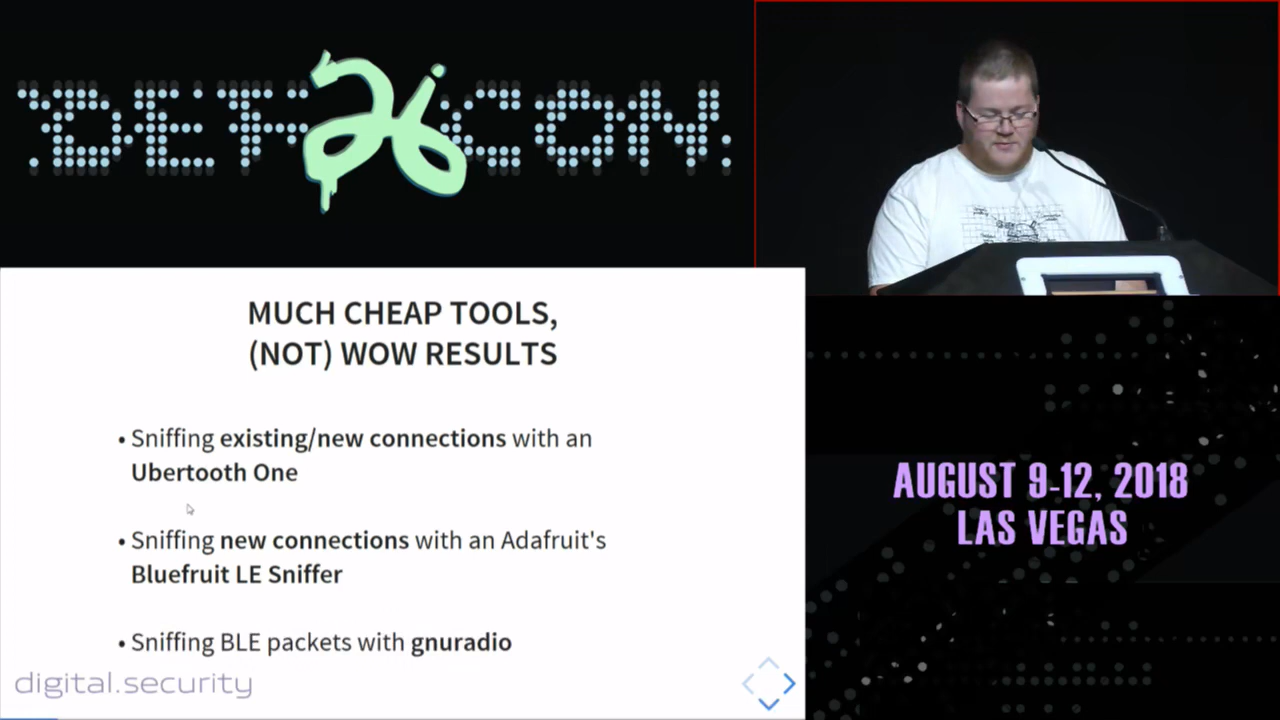 DEF 26 CON
MUCH CHEAP TOOLS,
(NOT) WOW RESULTS
• Sniffing existing/new connections with an
Ubertooth One
• Sniffing new connections with an Adafruit's
Bluefruit LE Sniffer
• Sniffing BLE packets with gnuradio
digital.security
AUGUST 9-12, 2018
LAS VEGAS